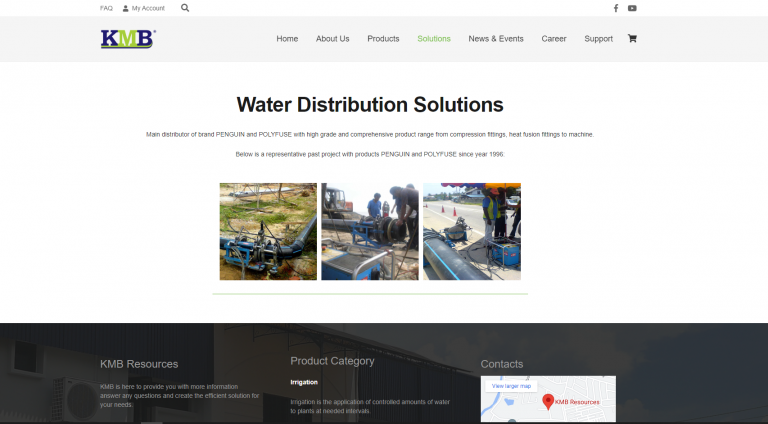 FAQ My Account
KMB®
Home About Us Products Solutions News & Events Career Support
Water Distribution Solutions
Main distributor of brand PENGUIN and POLYFUSE with high grade and comprehensive product range from compression fittings, heat fusion fittings to machine.
Below is a representative past project with products PENGUIN and POLYFUSE since year 1996:
KMB Resources
KMB is here to provide you with more information
answer any questions and create the efficient solution for
your needs.
Product Category
Irrigation
Irrigation is the application of controlled amounts of water
to plants at needed intervals.
Contacts
View larger map
KMB Resources